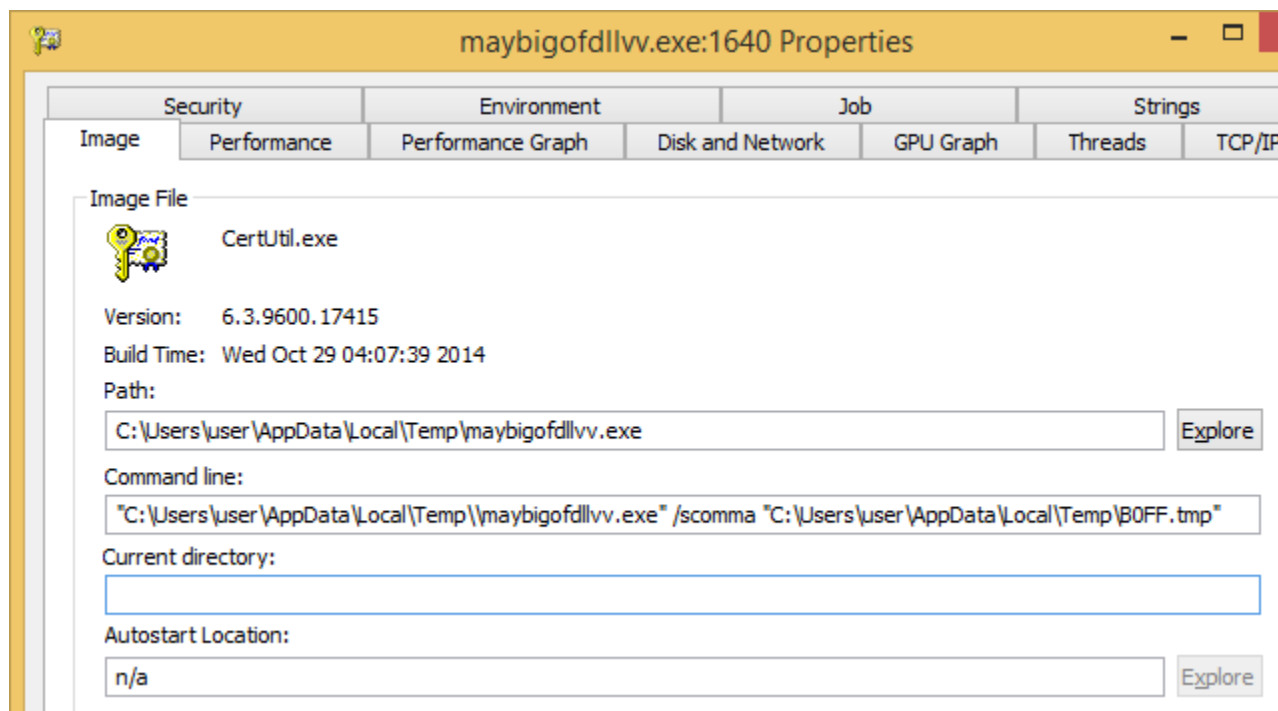 maybigofdllvv.exe:1640 Properties
Security Environment Job Strings
Image Performance Performance Graph Disk and Network GPU Graph Threads TCP/IP
Image File
CertUtil.exe
Version: 6.3.9600.17415
Build Time: Wed Oct 29 04:07:39 2014
Path:
C:\Users\user\AppData\Local\Temp\maybigofdllvv.exe Explore
Command line:
"C:\Users\user\AppData\Local\Temp\\maybigofdllvv.exe" /scomma "C:\Users\user\AppData\Local\Temp\B0FF.tmp"
Current directory:
Autostart Location:
n/a Explore